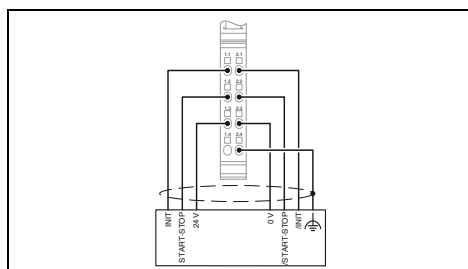 1.1 2.1
1.2 2.2
1.3 2.3
1.4 2.4
INIT
START-STOP
24 V
0 V
/START-STOP
/INIT